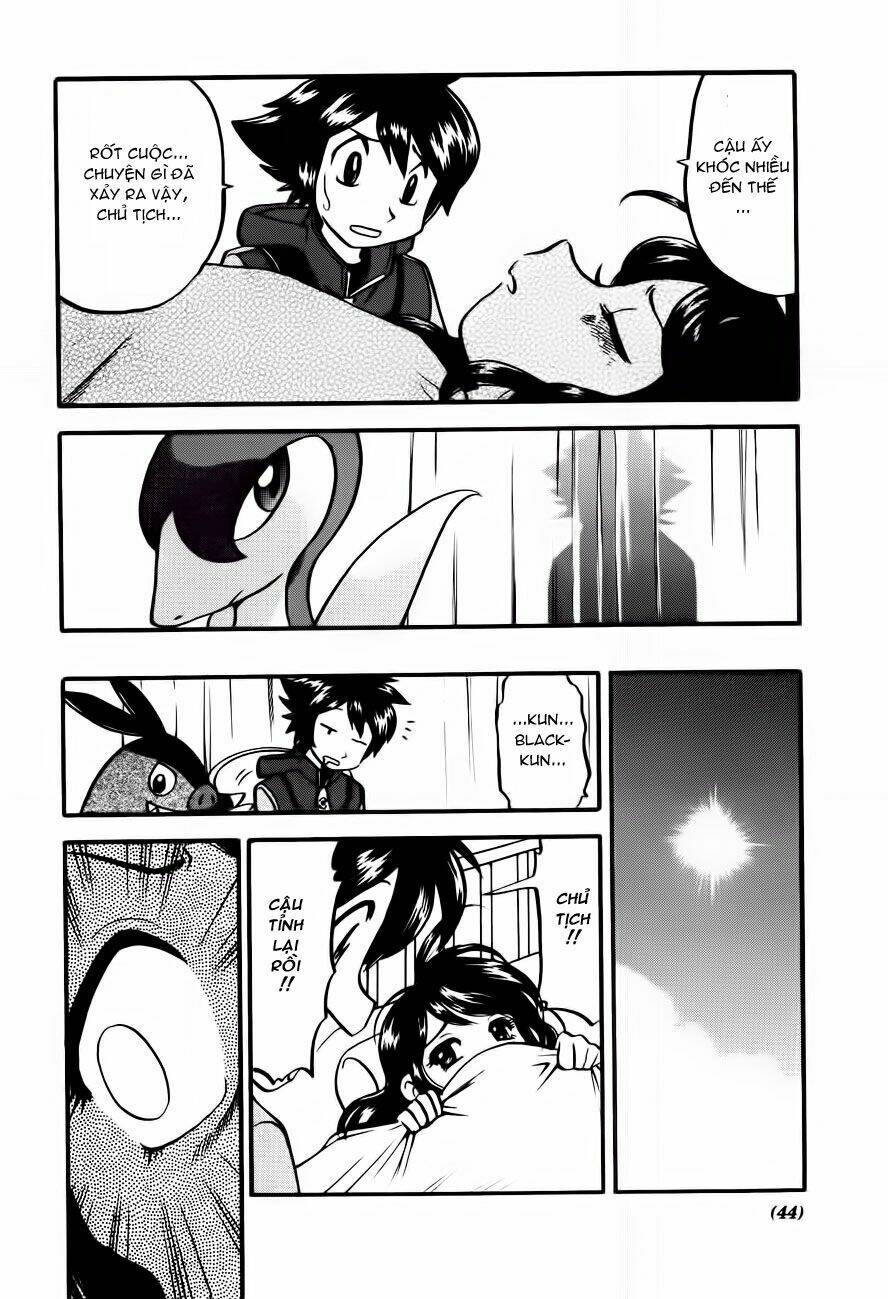 CẬU ẤY
KHÓC NHIỀU
ĐẾN THẾ
...
RỐT CUỘC...
CHUYỆN GÌ ĐÃ
XẢY RA VẬY,
CHỦ TỊCH...
...KUN...
BLACK-
KUN...
CHỦ
TỊCH
!!
CẬU
TỈNH
LẠI
RỒI
!!
(44)